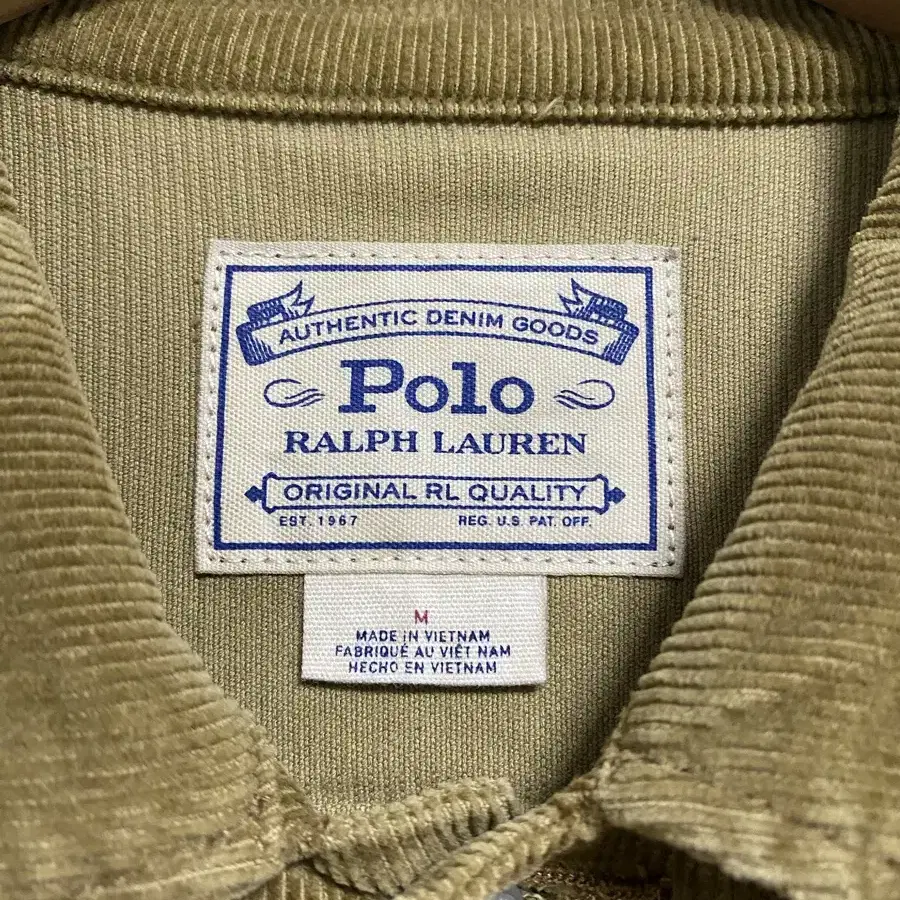 AUTHENTIC DENIM GOODS
Polo
RALPH LAUREN
ORIGINAL RL QUALITY
EST. 1967 REG. U.S. PAT. OFF.
M
MADE IN VIETNAM
FABRIQUÉ AU VIÊT NAM
HECHO EN VIETNAM